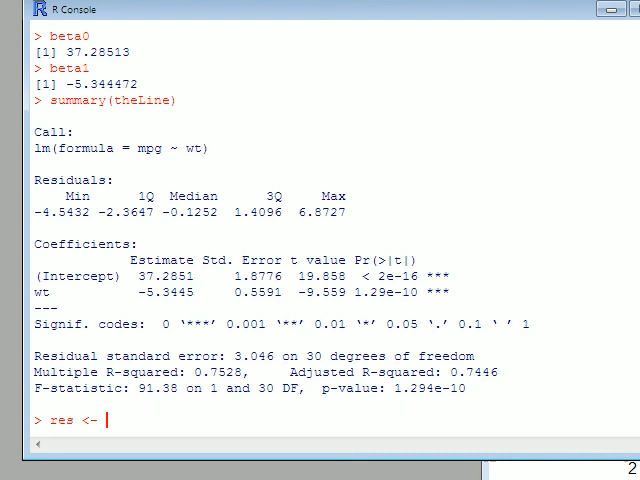 R Console
> beta0
[1] 37.28513
> beta1
[1] -5.344472
> summary(theLine)
Call:
lm(formula = mpg ~ wt)
Residuals:
Min 1Q Median 3Q Max
-4.5432 -2.3647 -0.1252 1.4096 6.8727
Coefficients:
Estimate Std. Error t value Pr(>|t|)
(Intercept) 37.2851 1.8776 19.858 < 2e-16 ***
wt -5.3445 0.5591 -9.559 1.29e-10 ***
---
Signif. codes: 0 ‘***’ 0.001 ‘**’ 0.01 ‘*’ 0.05 ‘.’ 0.1 ‘ ’ 1
Residual standard error: 3.046 on 30 degrees of freedom
Multiple R-squared: 0.7528, Adjusted R-squared: 0.7446
F-statistic: 91.38 on 1 and 30 DF, p-value: 1.294e-10
> res <-
2